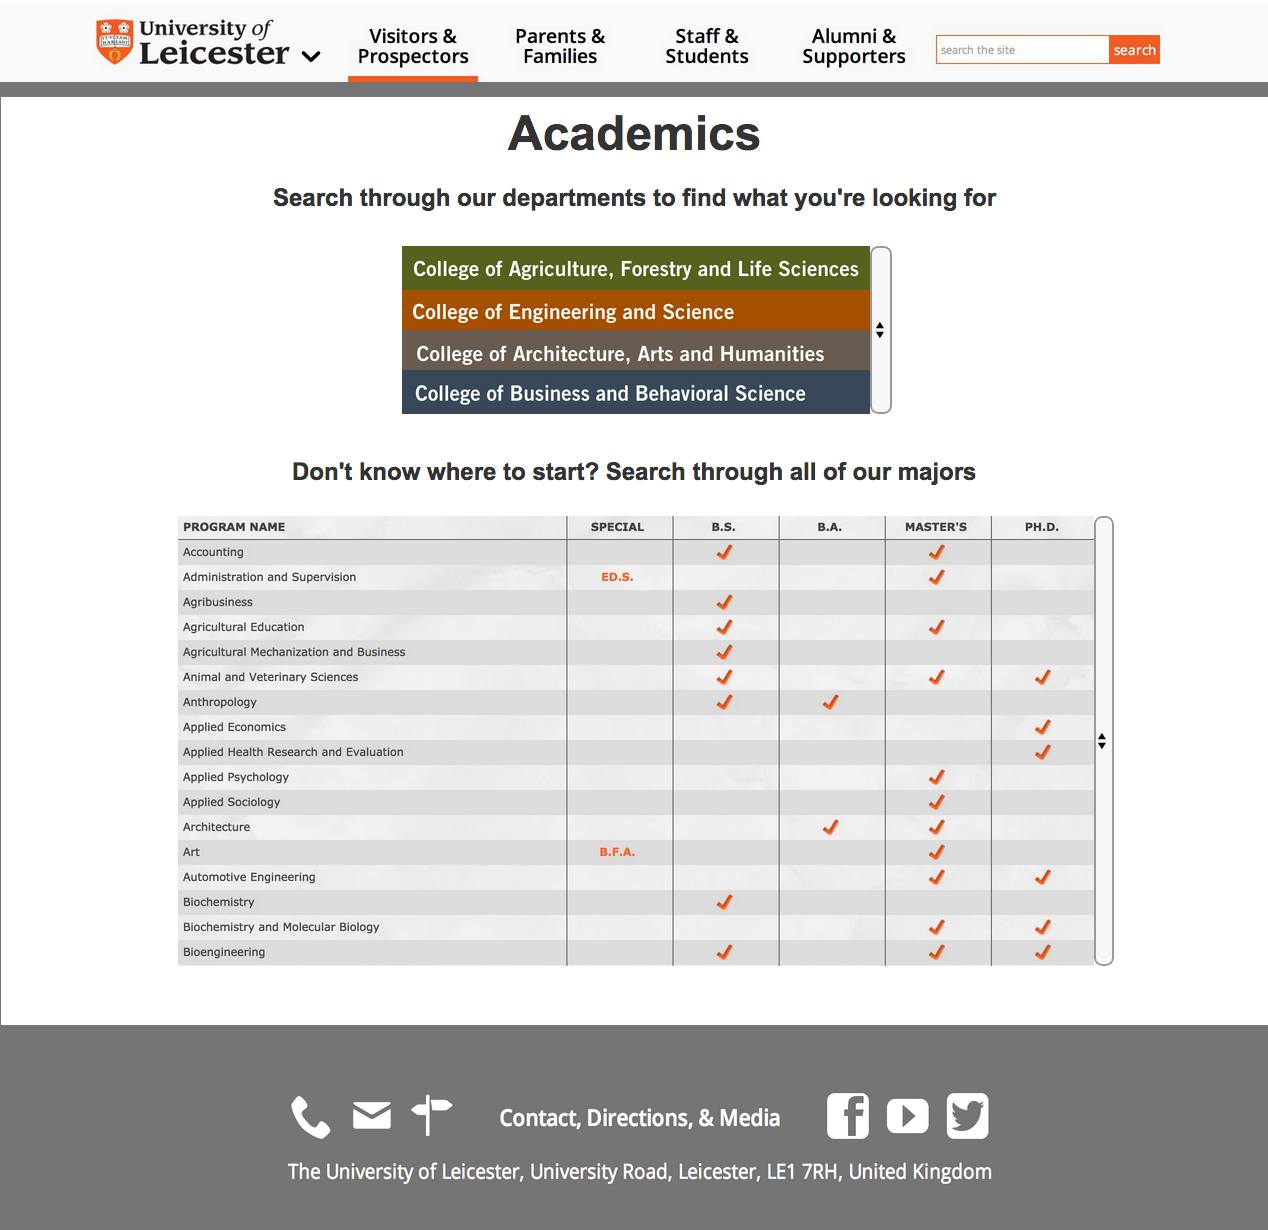 University of
Leicester
Visitors &
Prospectors
Parents &
Families
Staff &
Students
Alumni &
Supporters
search the site
search
Academics
Search through our departments to find what you're looking for
College of Agriculture, Forestry and Life Sciences
College of Engineering and Science
College of Architecture, Arts and Humanities
College of Business and Behavioral Science
Don't know where to start? Search through all of our majors
PROGRAM NAME SPECIAL B.S. B.A. MASTER'S PH.D.
Accounting
Administration and Supervision ED.S.
Agribusiness
Agricultural Education
Agricultural Mechanization and Business
Animal and Veterinary Sciences
Anthropology
Applied Economics
Applied Health Research and Evaluation
Applied Psychology
Applied Sociology
Architecture
Art B.F.A.
Automotive Engineering
Biochemistry
Biochemistry and Molecular Biology
Bioengineering
Contact, Directions, & Media
The University of Leicester, University Road, Leicester, LE1 7RH, United Kingdom